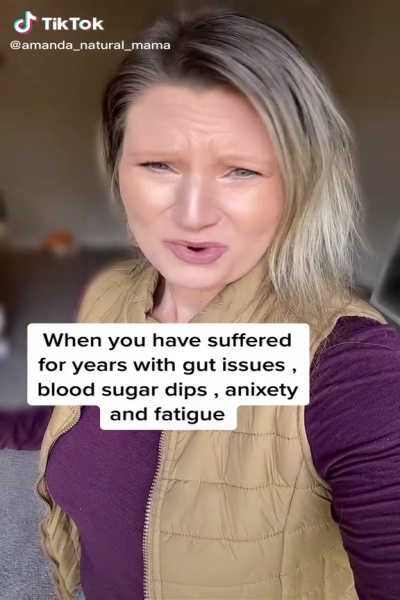 TikTok
@amanda_natural_mama
When you have suffered
for years with gut issues ,
blood sugar dips , anixety
and fatigue